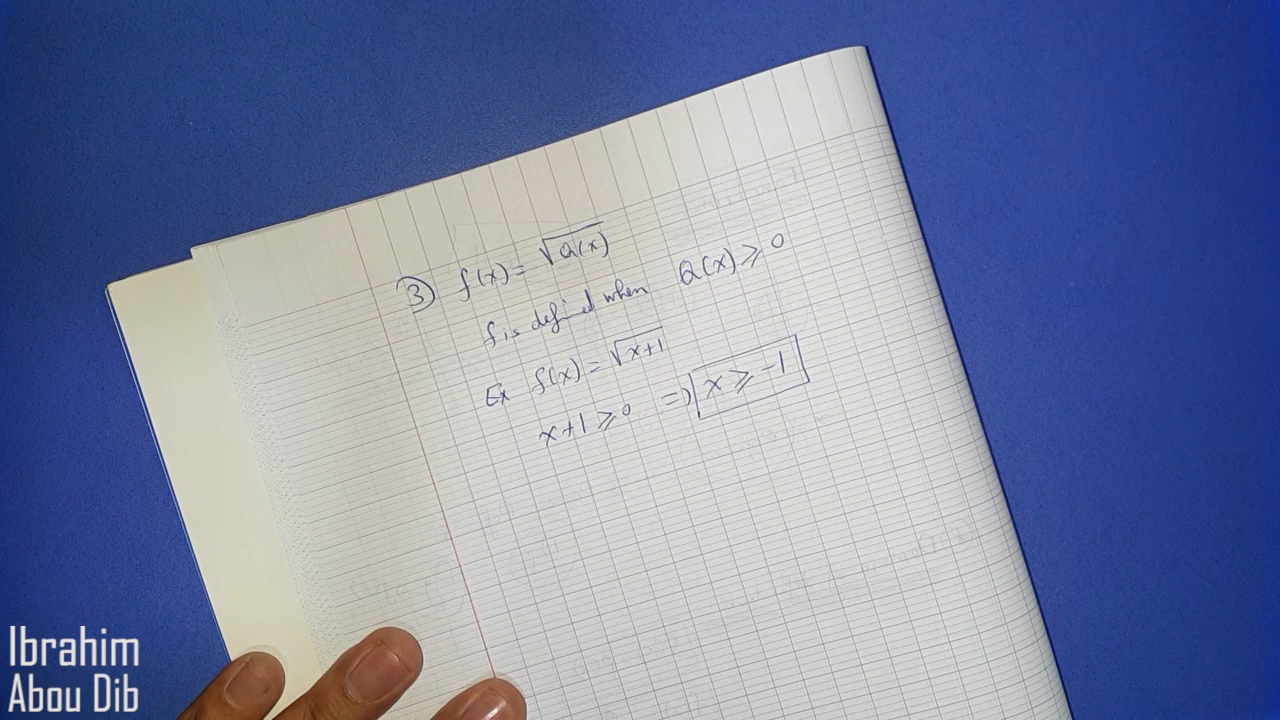 ③ f(x) = √Q(x)
f is defined when Q(x) ⩾ 0
Ex f(x) = √x+1
x+1 ⩾ 0 => x ⩾ -1
Ibrahim
Abou Dib